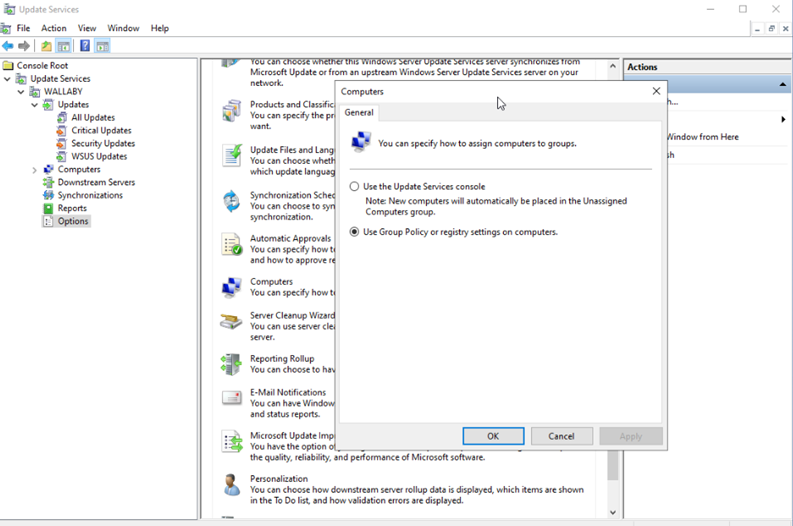 Update Services
File Action View Window Help
Console Root
Update Services
WALLABY
Updates
All Updates
Critical Updates
Security Updates
WSUS Updates
Computers
Downstream Servers
Synchronizations
Reports
Options
You can choose whether this Windows Server Update Services server synchronizes from
Microsoft Update or from an upstream Windows Server Update Services server on your
network.
Products and Classific
You can specify the pr
want.
Update Files and Lang
You can choose wheth
which update languag
Synchronization Sched
You can choose to syn
synchronization.
Automatic Approvals
You can specify how to
and how to approve re
Computers
You can specify how to
Server Cleanup Wizard
You can use server clea
server.
Reporting Rollup
You can choose to hav
E-Mail Notifications
You can have Window
and status reports.
Microsoft Update Impr
You have the option of
the quality, reliability, and performance of Microsoft software.
Personalization
You can choose how downstream server rollup data is displayed, which items are shown
in the To Do list, and how validation errors are displayed.
Computers
General
You can specify how to assign computers to groups.
Use the Update Services console
Note: New computers will automatically be placed in the Unassigned
Computers group.
Use Group Policy or registry settings on computers.
OK Cancel Apply
Actions
h...
Window from Here
sh